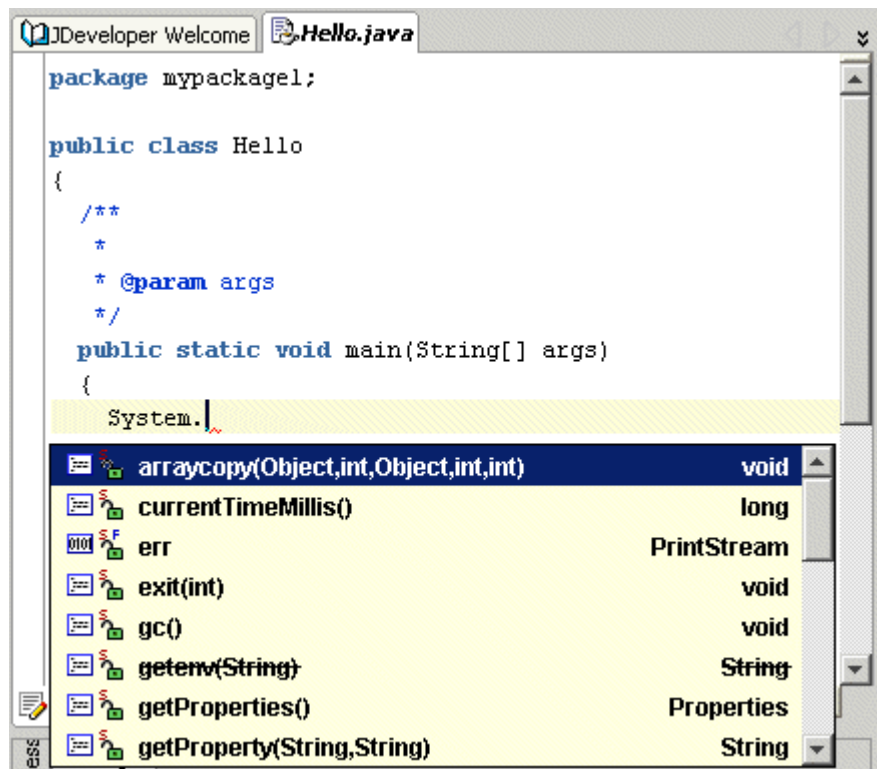 JDeveloper Welcome Hello.java
package mypackage1;
public class Hello
{
/**
*
* @param args
*/
public static void main(String[] args)
{
System.
arraycopy(Object,int,Object,int,int) void
currentTimeMillis() long
err PrintStream
exit(int) void
gc() void
getenv(String) String
getProperties() Properties
getProperty(String,String) String
ess